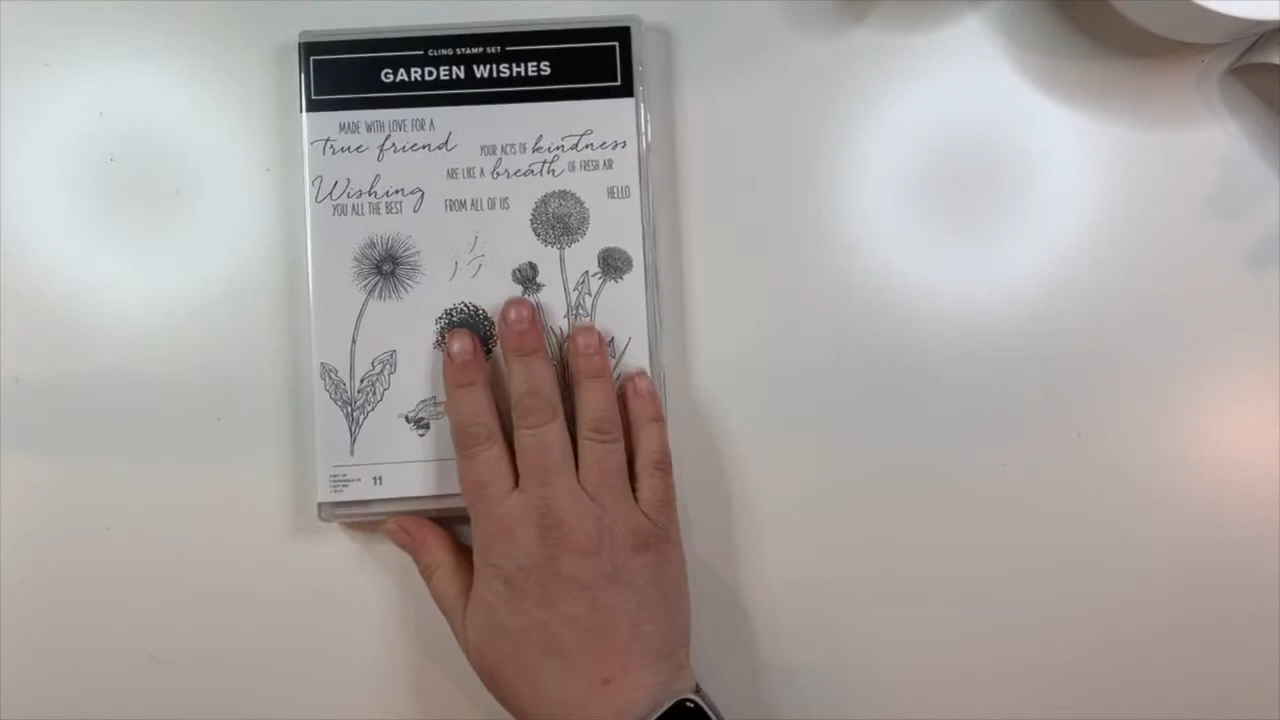 CLING STAMP SET
GARDEN WISHES
MADE WITH LOVE FOR A
true friend
YOUR ACTS OF kindness
ARE LIKE A breath OF FRESH AIR
Wishing
YOU ALL THE BEST
FROM ALL OF US
HELLO
11